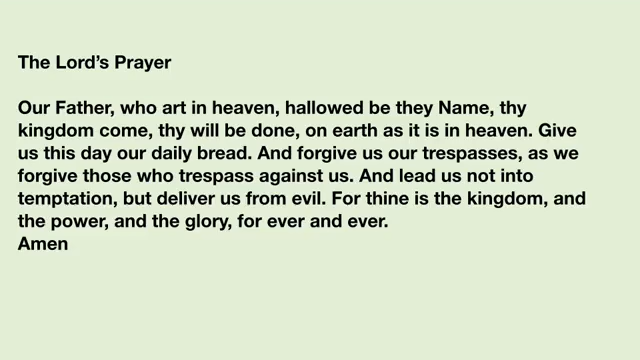 The Lord's Prayer
Our Father, who art in heaven, hallowed be they Name, thy
kingdom come, thy will be done, on earth as it is in heaven. Give
us this day our daily bread. And forgive us our trespasses, as we
forgive those who trespass against us. And lead us not into
temptation, but deliver us from evil. For thine is the kingdom, and
the power, and the glory, for ever and ever.
Amen